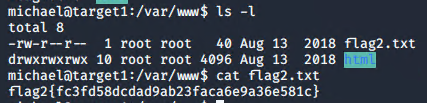 michael@target1:/var/www$ ls -l
total 8
-rw-r--r--  1 root root   40 Aug 13  2018 flag2.txt
drwxrwxrwx 10 root root 4096 Aug 13  2018 html
michael@target1:/var/www$ cat flag2.txt
flag2{fc3fd58dcdad9ab23faca6e9a36e581c}